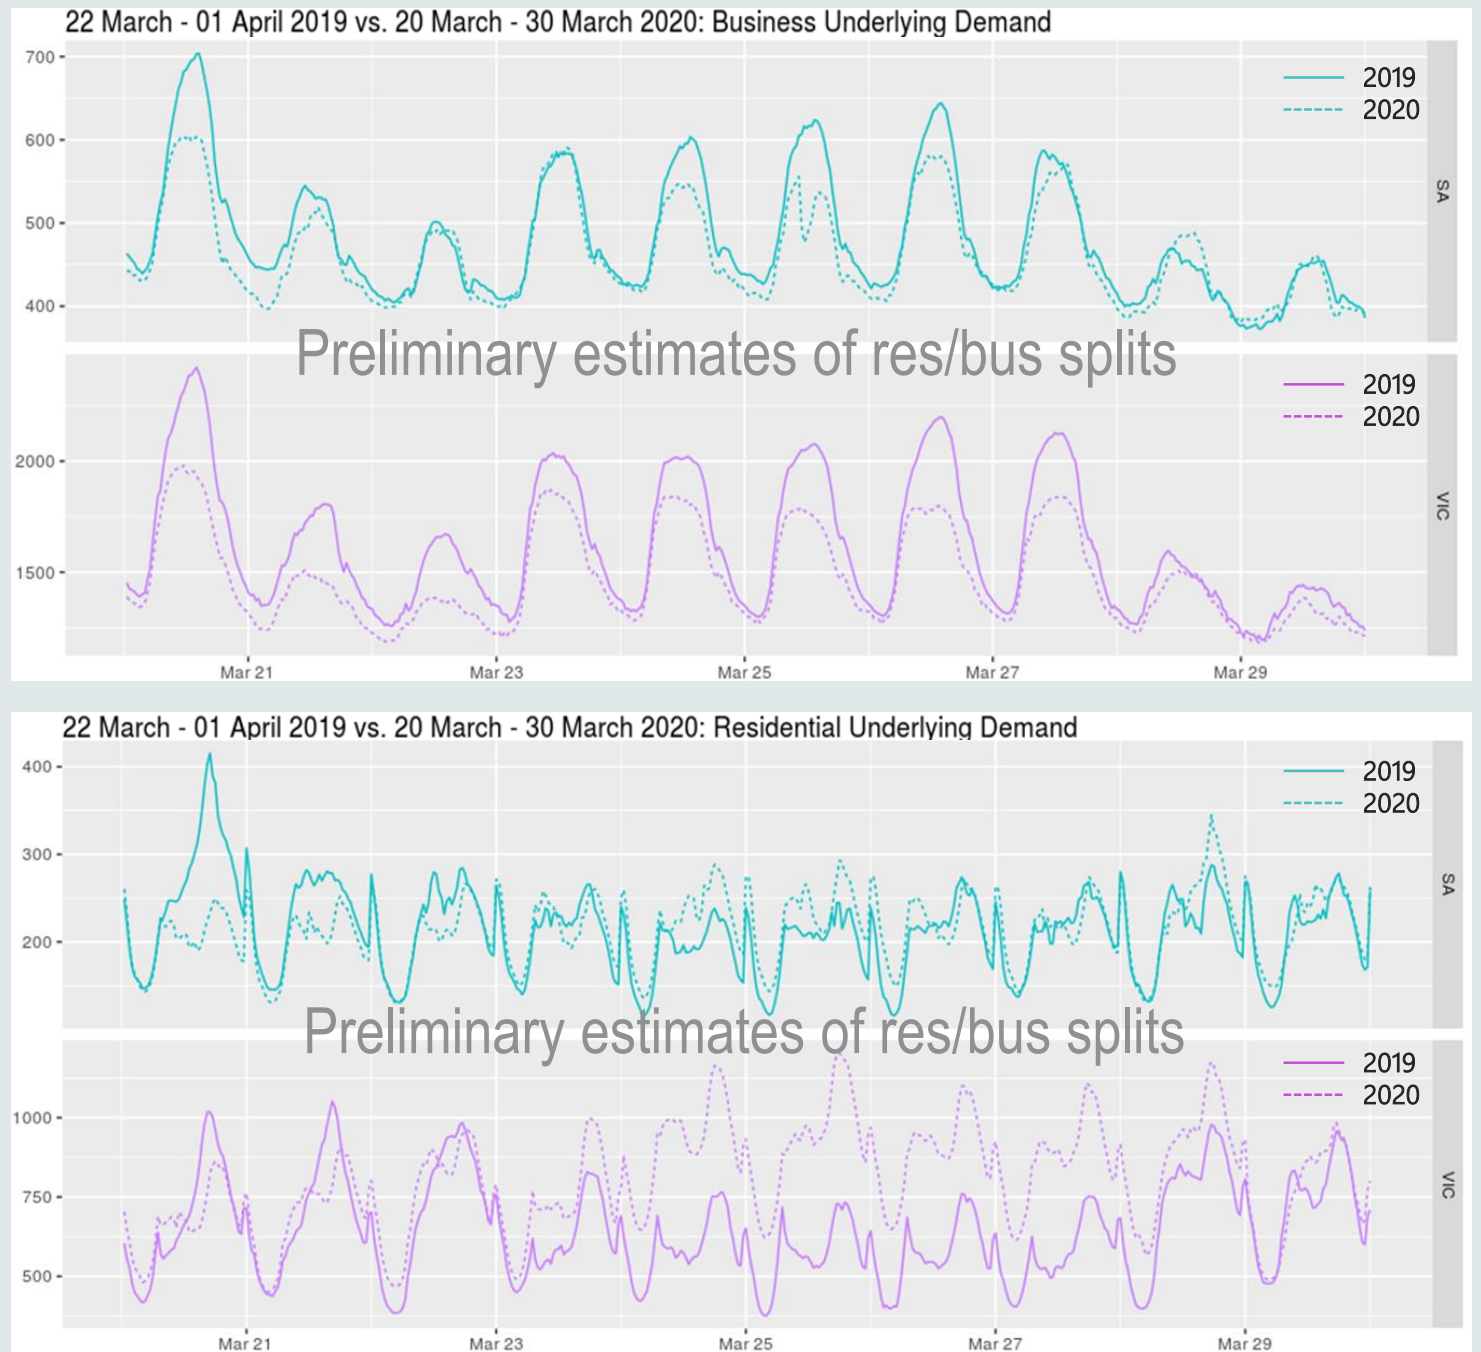 22 March - 01 April 2019 vs. 20 March - 30 March 2020: Business Underlying Demand
700
600
500
400
2019
2020
SA
Preliminary estimates of res/bus splits
2000
1500
2019
2020
VIC
Mar 21 Mar 23 Mar 25 Mar 27 Mar 29
22 March - 01 April 2019 vs. 20 March - 30 March 2020: Residential Underlying Demand
400
300
200
2019
2020
SA
Preliminary estimates of res/bus splits
1000
750
500
2019
2020
VIC
Mar 21 Mar 23 Mar 25 Mar 27 Mar 29